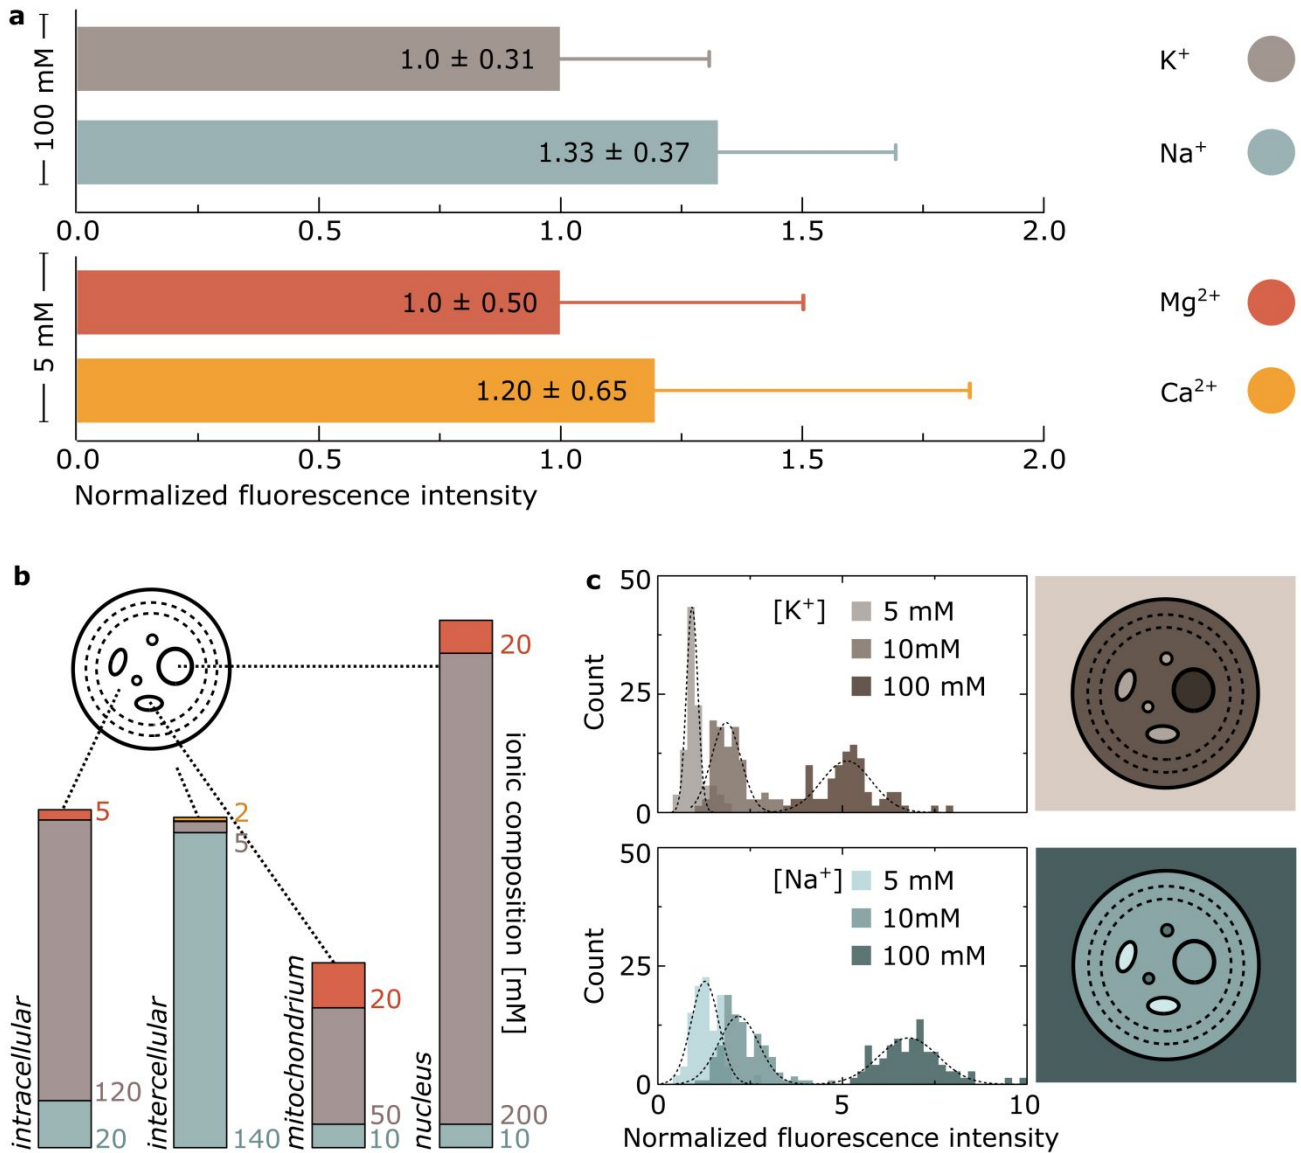 a
100 mM
1.0 ± 0.31
K⁺
1.33 ± 0.37
Na⁺
0.0 0.5 1.0 1.5 2.0
5 mM
1.0 ± 0.50
Mg²⁺
1.20 ± 0.65
Ca²⁺
0.0 0.5 1.0 1.5 2.0
Normalized fluorescence intensity
b
intracellular
5
120
20
intercellular
2
5
140
mitochondrium
20
50
10
nucleus
20
200
10
ionic composition [mM]
c
50
25
0
Count
[K⁺]
5 mM
10mM
100 mM
50
25
0
Count
[Na⁺]
5 mM
10mM
100 mM
0 5 10
Normalized fluorescence intensity